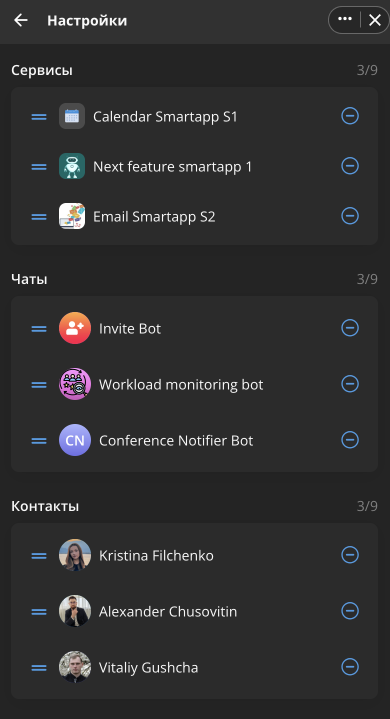 Настройки
Сервисы 3/9
Calendar Smartapp S1
Next feature smartapp 1
Email Smartapp S2
Чаты 3/9
Invite Bot
Workload monitoring bot
CN Conference Notifier Bot
Контакты 3/9
Kristina Filchenko
Alexander Chusovitin
Vitaliy Gushcha